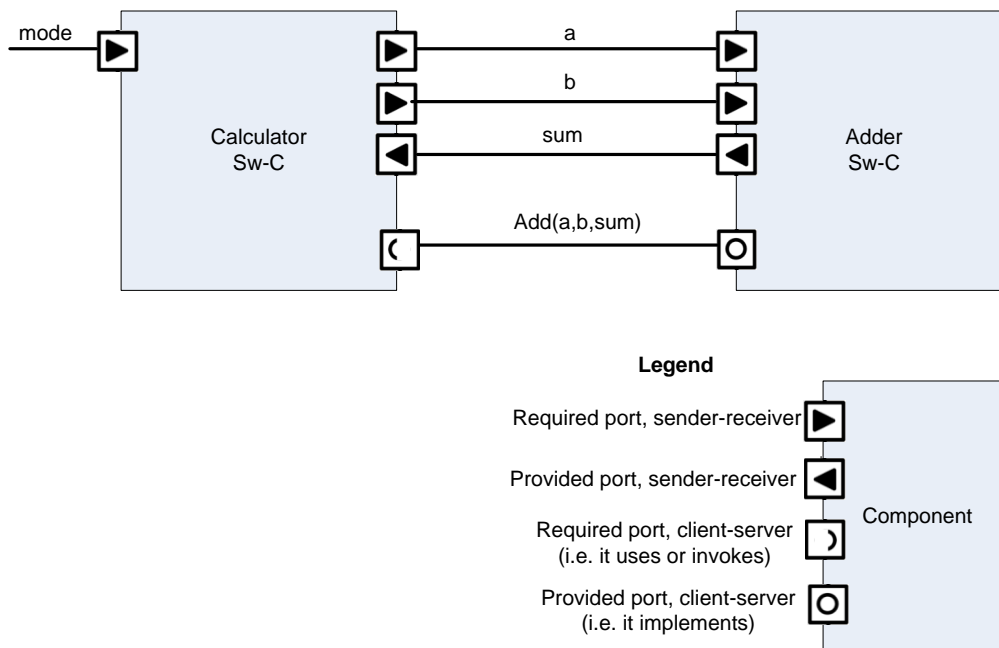 mode
a
b
sum
Calculator
Sw-C
Adder
Sw-C
Add(a,b,sum)
Legend
Required port, sender-receiver
Provided port, sender-receiver
Required port, client-server
(i.e. it uses or invokes)
Provided port, client-server
(i.e. it implements)
Component